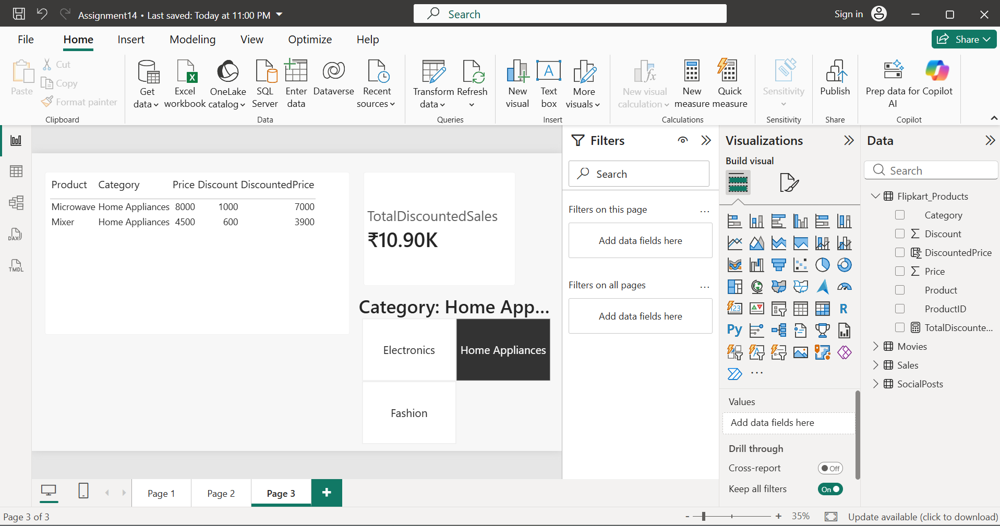 Assignment14 • Last saved: Today at 11:00 PM
Search
Sign in
File Home Insert Modeling View Optimize Help
Share
Paste
Cut
Copy
Format painter
Clipboard
Get data
Excel workbook
OneLake catalog
SQL Server
Enter data
Dataverse
Recent sources
Data
Transform data
Refresh
Queries
New visual
Text box
More visuals
Insert
New visual calculation
New measure
Quick measure
Calculations
Sensitivity
Sensitivity
Publish
Share
Prep data for AI
Copilot
Copilot
DAX
TMDL
Product Category Price Discount DiscountedPrice
Microwave Home Appliances 8000 1000 7000
Mixer Home Appliances 4500 600 3900
TotalDiscountedSales
₹10.90K
Category: Home App...
Electronics
Home Appliances
Fashion
Filters
Search
Filters on this page ...
Add data fields here
Filters on all pages ...
Add data fields here
Visualizations
Build visual
123
R
Py
...
Values
Add data fields here
Drill through
Cross-report Off
Keep all filters On
Data
Search
Flipkart_Products
Category
Discount
DiscountedPrice
Price
Product
ProductID
TotalDiscounte...
Movies
Sales
SocialPosts
Page 1
Page 2
Page 3
+
Page 3 of 3
- + 35%
Update available (click to download)